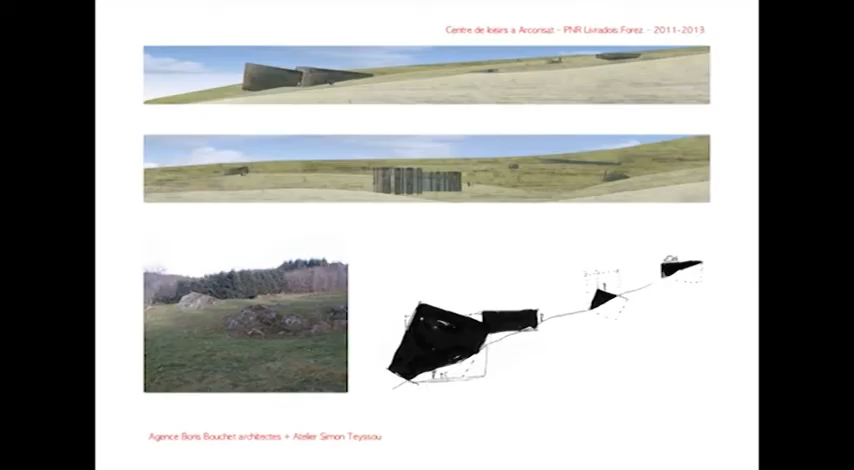 Centre de loisirs a Arconsat - PNR Livradois Forez - 2011-2013
Agence Boris Bouchet architectes + Atelier Simon Teyssou